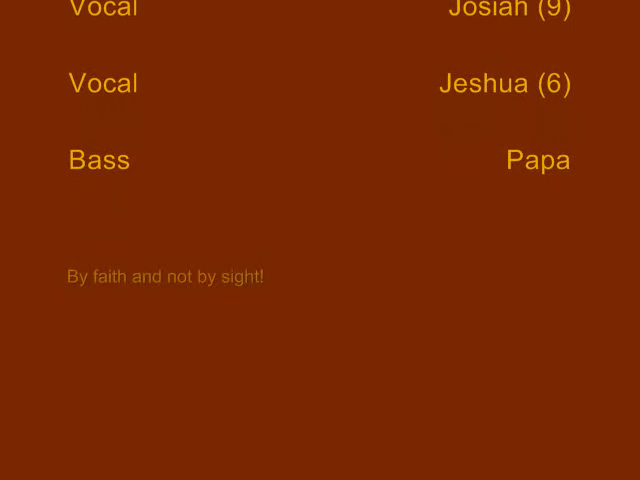 Vocal Josiah (9)
Vocal Jeshua (6)
Bass Papa
By faith and not by sight!